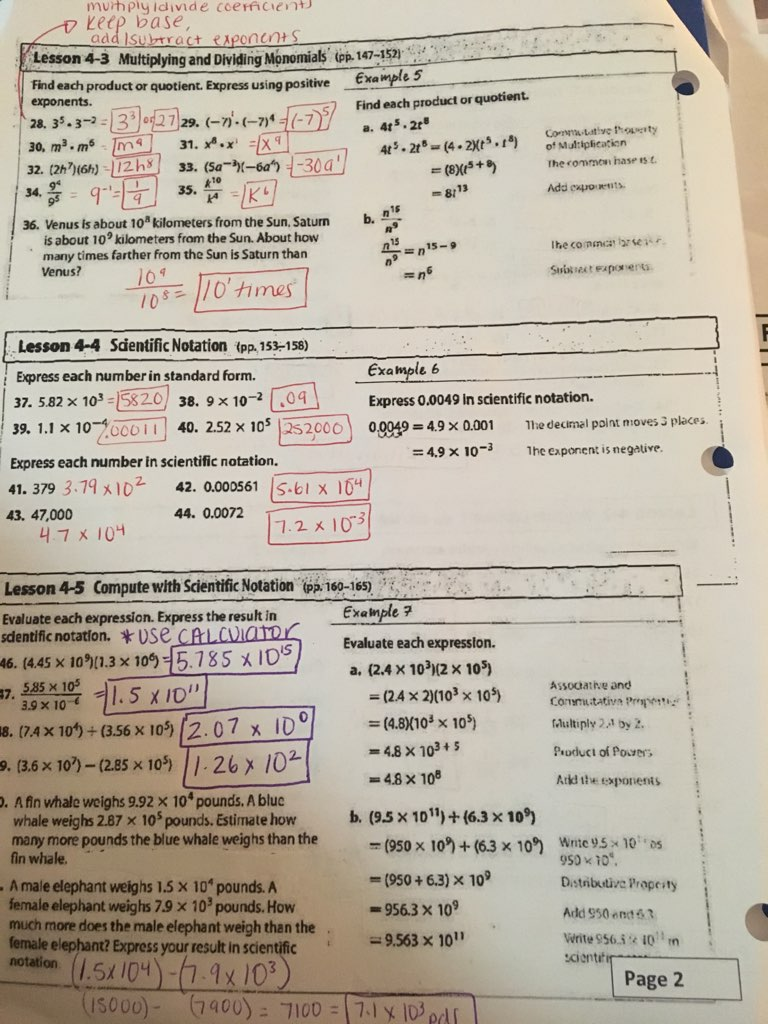 multiply/divide coefficients
keep base,
add/subtract exponents
Lesson 4-3 Multiplying and Dividing Monomials (pp. 147–152)
Find each product or quotient. Express using positive
exponents.
28. 3⁵ • 3⁻² = 3³ or 27 29. (−7)¹ • (−7)⁴ = (-7)⁵
30. m³ • m⁶ = m⁹ 31. x⁸ • x¹ = x⁹
32. (2h⁷)(6h) = 12h⁸ 33. (5a⁻³)(−6a⁴) = -30a¹
34. 9⁴/9⁵ = 9⁻¹ = 1/9 35. k¹⁰/k⁴ = K⁶
36. Venus is about 10⁸ kilometers from the Sun. Saturn
is about 10⁹ kilometers from the Sun. About how
many times farther from the Sun is Saturn than
Venus?
10⁹/10⁸ = 10¹ times
Example 5
Find each product or quotient.
a. 4t⁵ • 2t⁸
4t⁵ • 2t⁸ = (4 • 2)(t⁵ • t⁸) Commutative Property
of Multiplication
= (8)(t⁵⁺⁸) The common base is t.
= 8t¹³ Add exponents.
b. n¹⁵/n⁹
n¹⁵/n⁹ = n¹⁵⁻⁹ The common base is n.
= n⁶ Subtract exponents.
Lesson 4-4 Scientific Notation (pp. 153–158)
Express each number in standard form.
37. 5.82 × 10³ = 5820 38. 9 × 10⁻² .09
39. 1.1 × 10⁻⁴ .00011 40. 2.52 × 10⁵ 252,000
Express each number in scientific notation.
41. 379 3.79 x 10² 42. 0.000561 5.61 x 10⁴
43. 47,000 44. 0.0072 7.2 x 10⁻³
4.7 x 10⁴
Example 6
Express 0.0049 in scientific notation.
0.0049 = 4.9 × 0.001 The decimal point moves 3 places.
= 4.9 × 10⁻³ The exponent is negative.
Lesson 4-5 Compute with Scientific Notation (pp. 160–165)
Evaluate each expression. Express the result in
scientific notation. * USE CALCULATOR
46. (4.45 × 10⁹)(1.3 × 10⁶) = 5.785 x 10¹⁵
7. 5.85 × 10⁵/3.9 × 10⁻⁶ = 1.5 x 10¹¹
8. (7.4 × 10⁴) ÷ (3.56 × 10⁵) 2.07 x 10⁰
9. (3.6 × 10⁷) − (2.85 × 10⁵) 1.26 x 10²
0. A fin whale weighs 9.92 × 10⁴ pounds. A blue
whale weighs 2.87 × 10⁵ pounds. Estimate how
many more pounds the blue whale weighs than the
fin whale.
. A male elephant weighs 1.5 × 10⁴ pounds. A
female elephant weighs 7.9 × 10³ pounds. How
much more does the male elephant weigh than the
female elephant? Express your result in scientific
notation
(1.5x104) - (7.9 x 10³)
(15000) - (7900) = 7100 = 7.1 x 10³ pds
Example 7
Evaluate each expression.
a. (2.4 × 10³)(2 × 10⁵)
= (2.4 × 2)(10³ × 10⁵) Associative and
Commutative Properties
= (4.8)(10³ × 10⁵) Multiply 2.4 by 2.
= 4.8 × 10³⁺⁵ Product of Powers
= 4.8 × 10⁸ Add the exponents
b. (9.5 × 10¹¹) + (6.3 × 10⁹)
= (950 × 10⁹) + (6.3 × 10⁹) Write 9.5 × 10¹¹ as
950 × 10⁹.
= (950 + 6.3) × 10⁹ Distributive Property
= 956.3 × 10⁹ Add 950 and 6.3
= 9.563 × 10¹¹ Write 956.3 × 10¹¹ in
Page 2